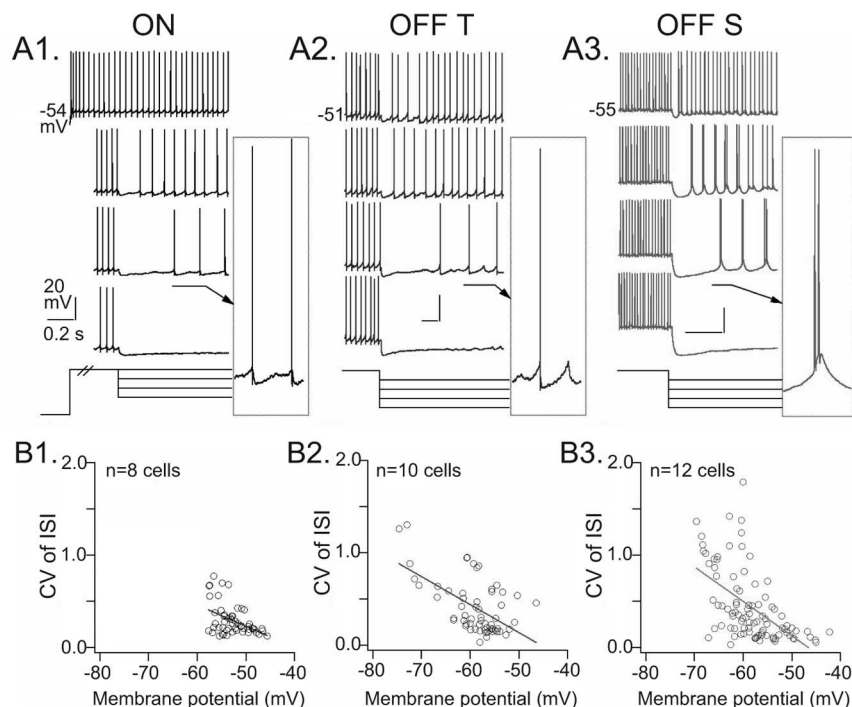 ON
OFF T
OFF S
A1.
A2.
A3.
-54
mV
-51
-55
20
mV
0.2 s
B1.
B2.
B3.
2.0
n=8 cells
CV of ISI
1.0
0.0
-80
-70
-60
-50
-40
Membrane potential (mV)
2.0
n=10 cells
CV of ISI
1.0
0.0
-80
-70
-60
-50
-40
Membrane potential (mV)
2.0
n=12 cells
CV of ISI
1.0
0.0
-80
-70
-60
-50
-40
Membrane potential (mV)